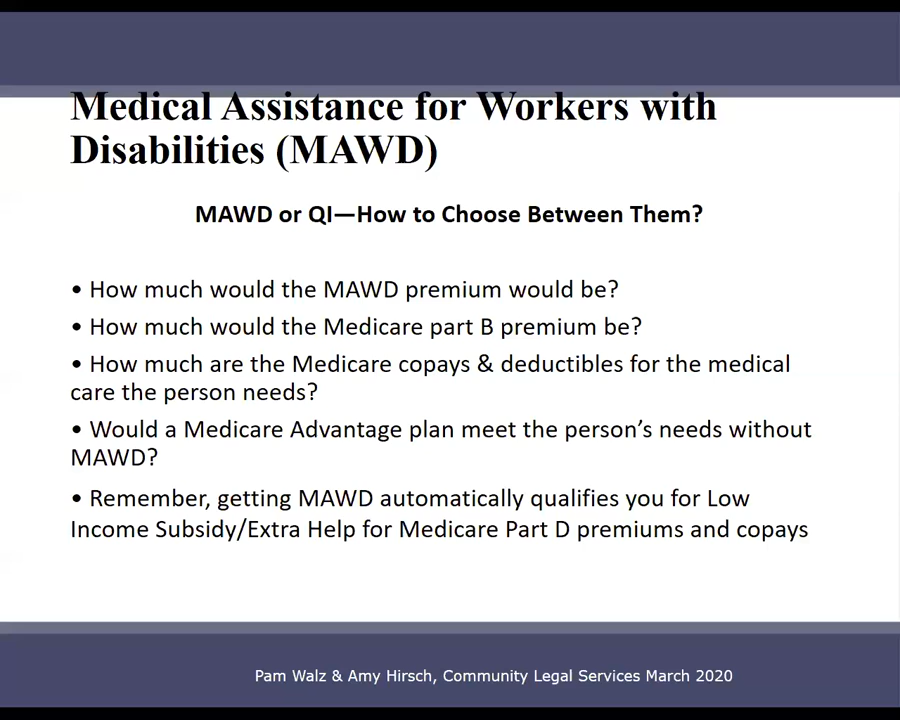 Medical Assistance for Workers with
Disabilities (MAWD)
MAWD or QI—How to Choose Between Them?
• How much would the MAWD premium would be?
• How much would the Medicare part B premium be?
• How much are the Medicare copays & deductibles for the medical
care the person needs?
• Would a Medicare Advantage plan meet the person's needs without
MAWD?
• Remember, getting MAWD automatically qualifies you for Low
Income Subsidy/Extra Help for Medicare Part D premiums and copays
Pam Walz & Amy Hirsch, Community Legal Services March 2020